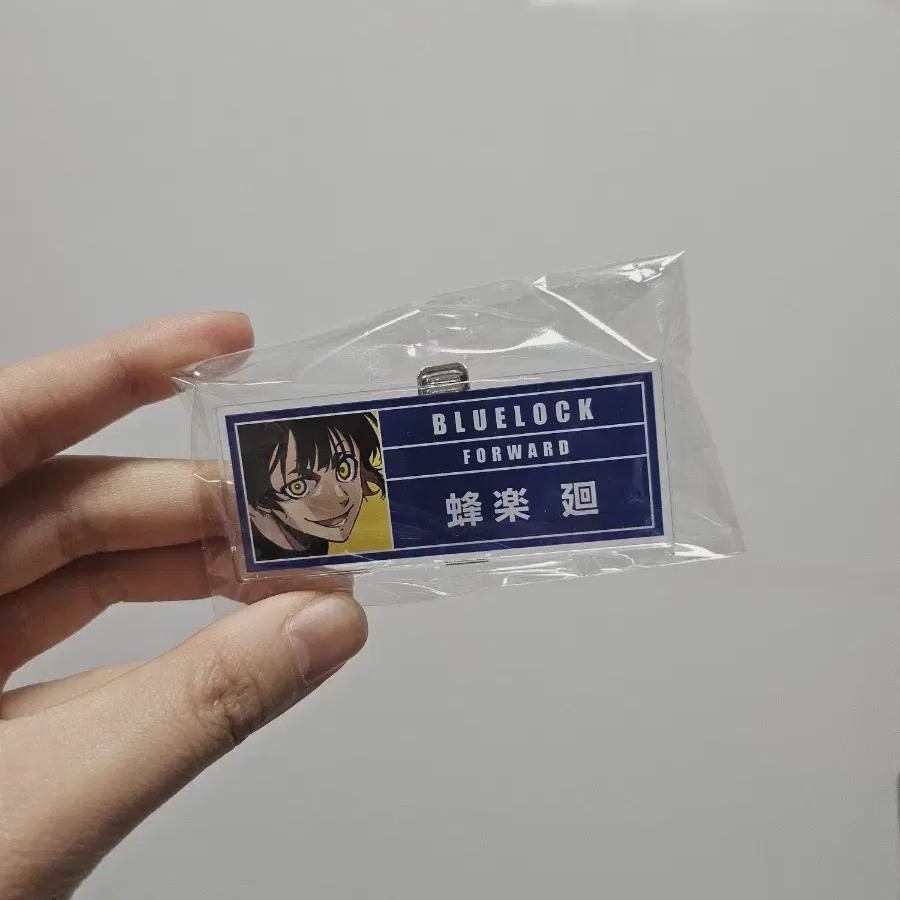 BLUELOCK
FORWARD
蜂楽 廻